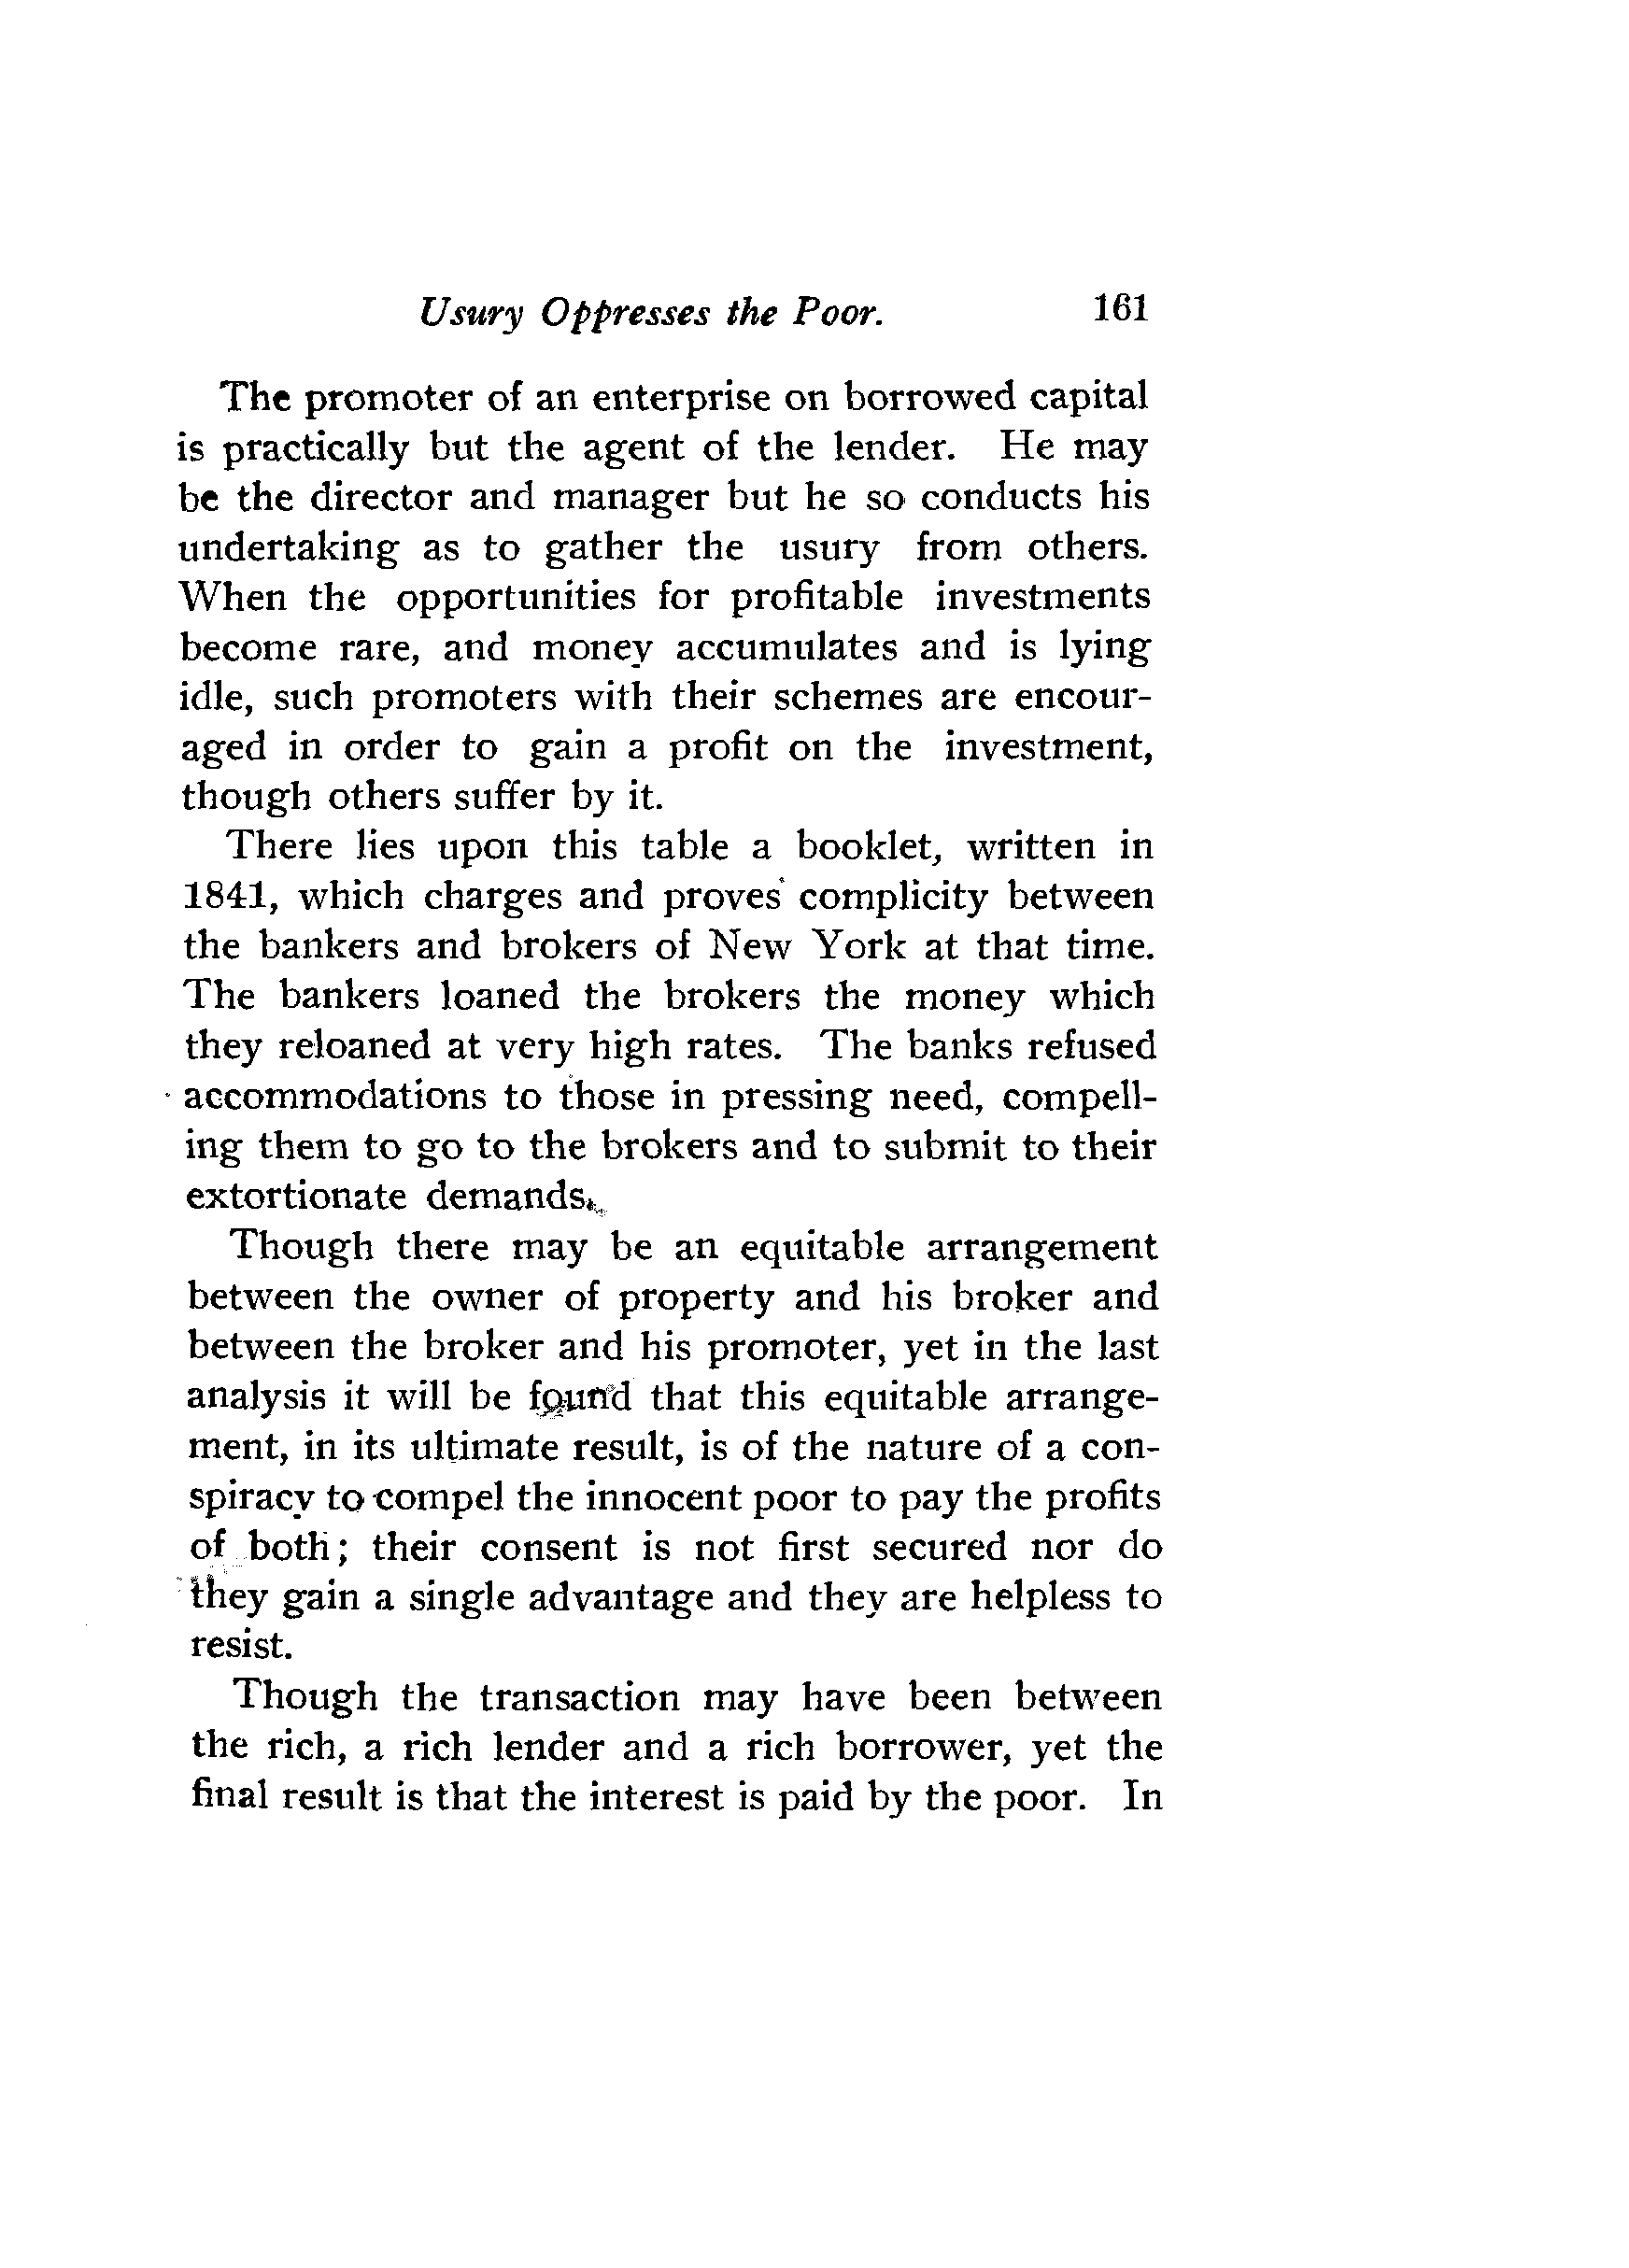 Usury Oppresses the Poor. 161
The promoter of an enterprise on borrowed capital
is practically but the agent of the lender. He may
be the director and manager but he so conducts his
undertaking as to gather the usury from others.
When the opportunities for profitable investments
become rare, and money accumulates and is lying
idle, such promoters with their schemes are encour-
aged in order to gain a profit on the investment,
though others suffer by it.
There lies upon this table a booklet, written in
1841, which charges and proves complicity between
the bankers and brokers of New York at that time.
The bankers loaned the brokers the money which
they reloaned at very high rates. The banks refused
accommodations to those in pressing need, compell-
ing them to go to the brokers and to submit to their
extortionate demands.
Though there may be an equitable arrangement
between the owner of property and his broker and
between the broker and his promoter, yet in the last
analysis it will be found that this equitable arrange-
ment, in its ultimate result, is of the nature of a con-
spiracy to compel the innocent poor to pay the profits
of both; their consent is not first secured nor do
they gain a single advantage and they are helpless to
resist.
Though the transaction may have been between
the rich, a rich lender and a rich borrower, yet the
final result is that the interest is paid by the poor. In